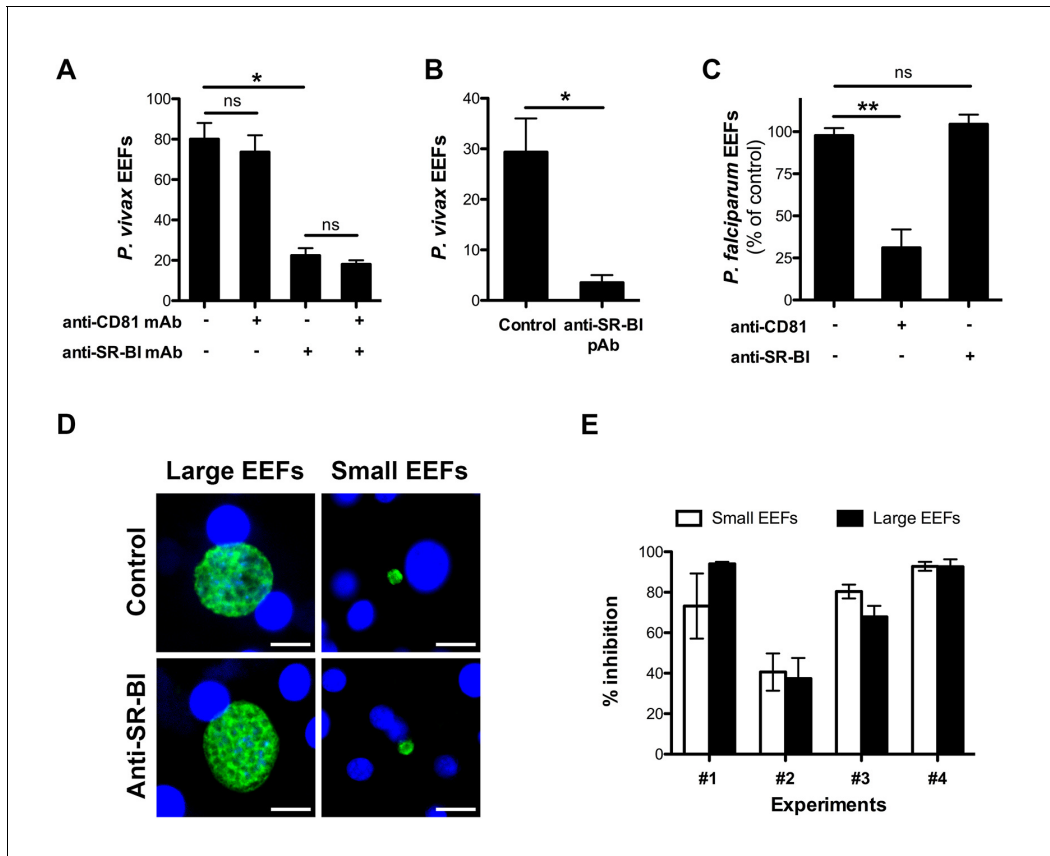 A
*
ns
ns
100
80
60
40
20
0
P. vivax EEFs
anti-CD81 mAb - + - +
anti-SR-BI mAb - - + +
B
*
40
30
20
10
0
P. vivax EEFs
Control anti-SR-BI
pAb
C
ns
**
100
75
50
25
0
P. falciparum EEFs
(% of control)
anti-CD81 - + -
anti-SR-BI - - +
D
Large EEFs Small EEFs
Control
Anti-SR-BI
E
Small EEFs Large EEFs
100
80
60
40
20
0
% inhibition
#1 #2 #3 #4
Experiments